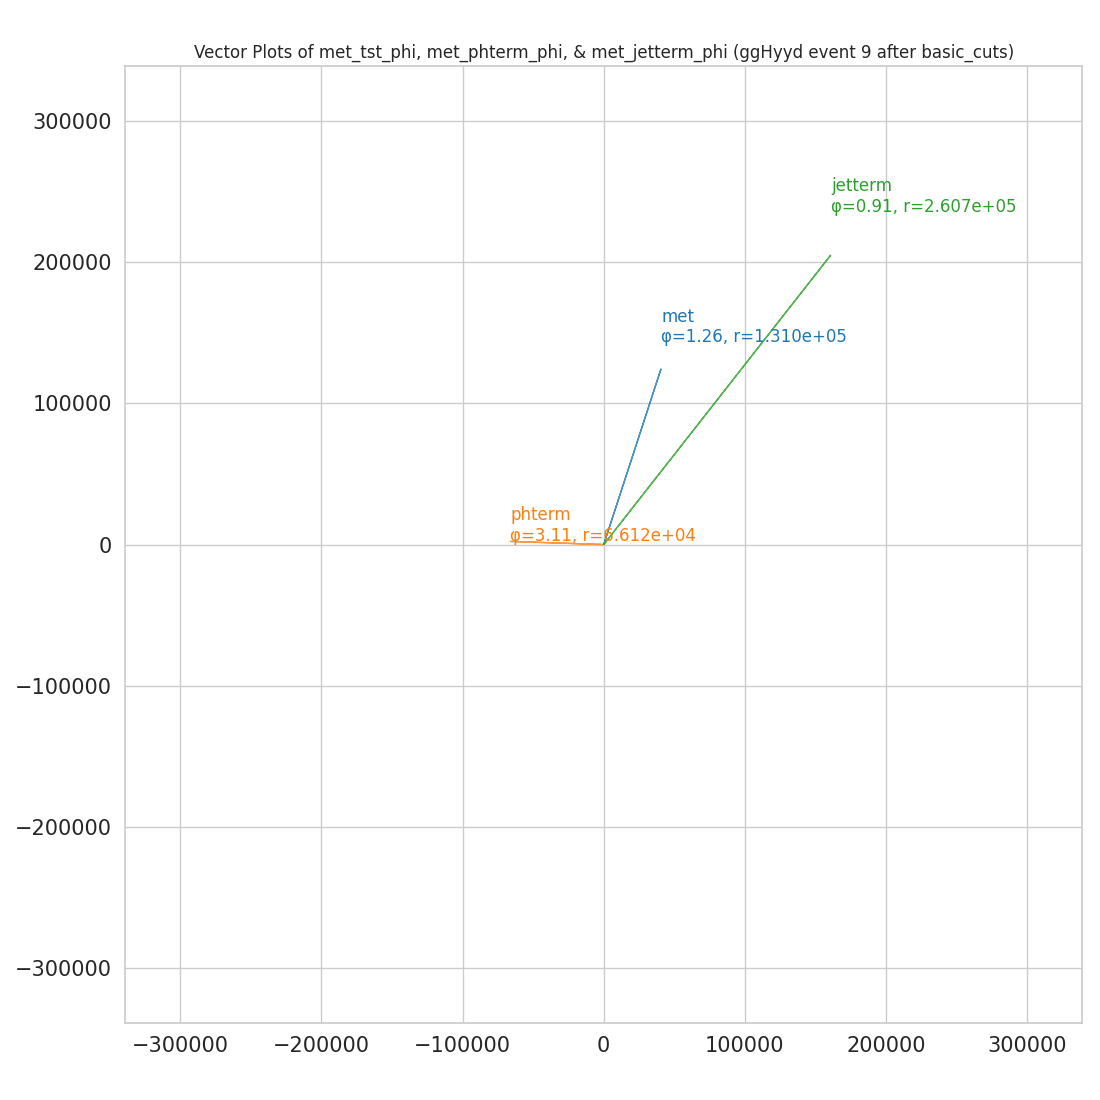 Vector Plots of met_tst_phi, met_phterm_phi, & met_jetterm_phi (ggHyyd event 9 after basic_cuts)
300000
200000
100000
0
−100000
−200000
−300000
jetterm
φ=0.91, r=2.607e+05
met
φ=1.26, r=1.310e+05
phterm
φ=3.11, r=6.612e+04
−300000
−200000
−100000
0
100000
200000
300000